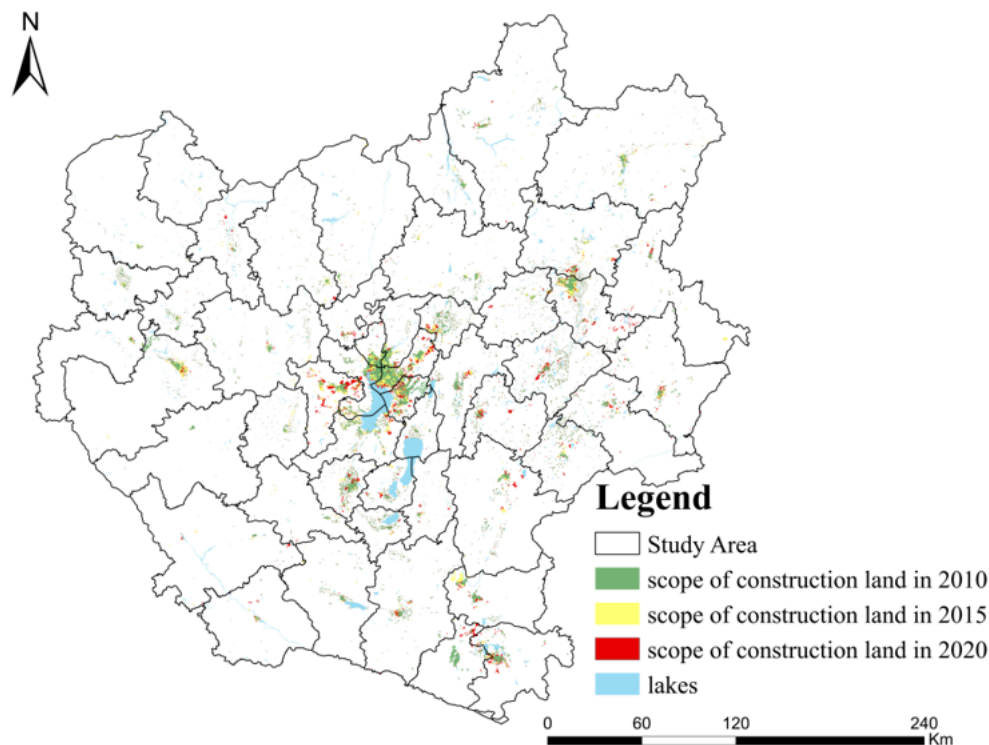 N
Legend
Study Area
scope of construction land in 2010
scope of construction land in 2015
scope of construction land in 2020
lakes
0 60 120 240
Km